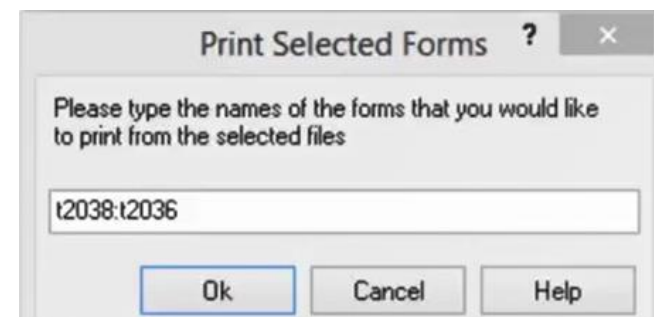 Print Selected Forms ? ×
Please type the names of the forms that you would like
to print from the selected files
t2038:t2036
Ok Cancel Help